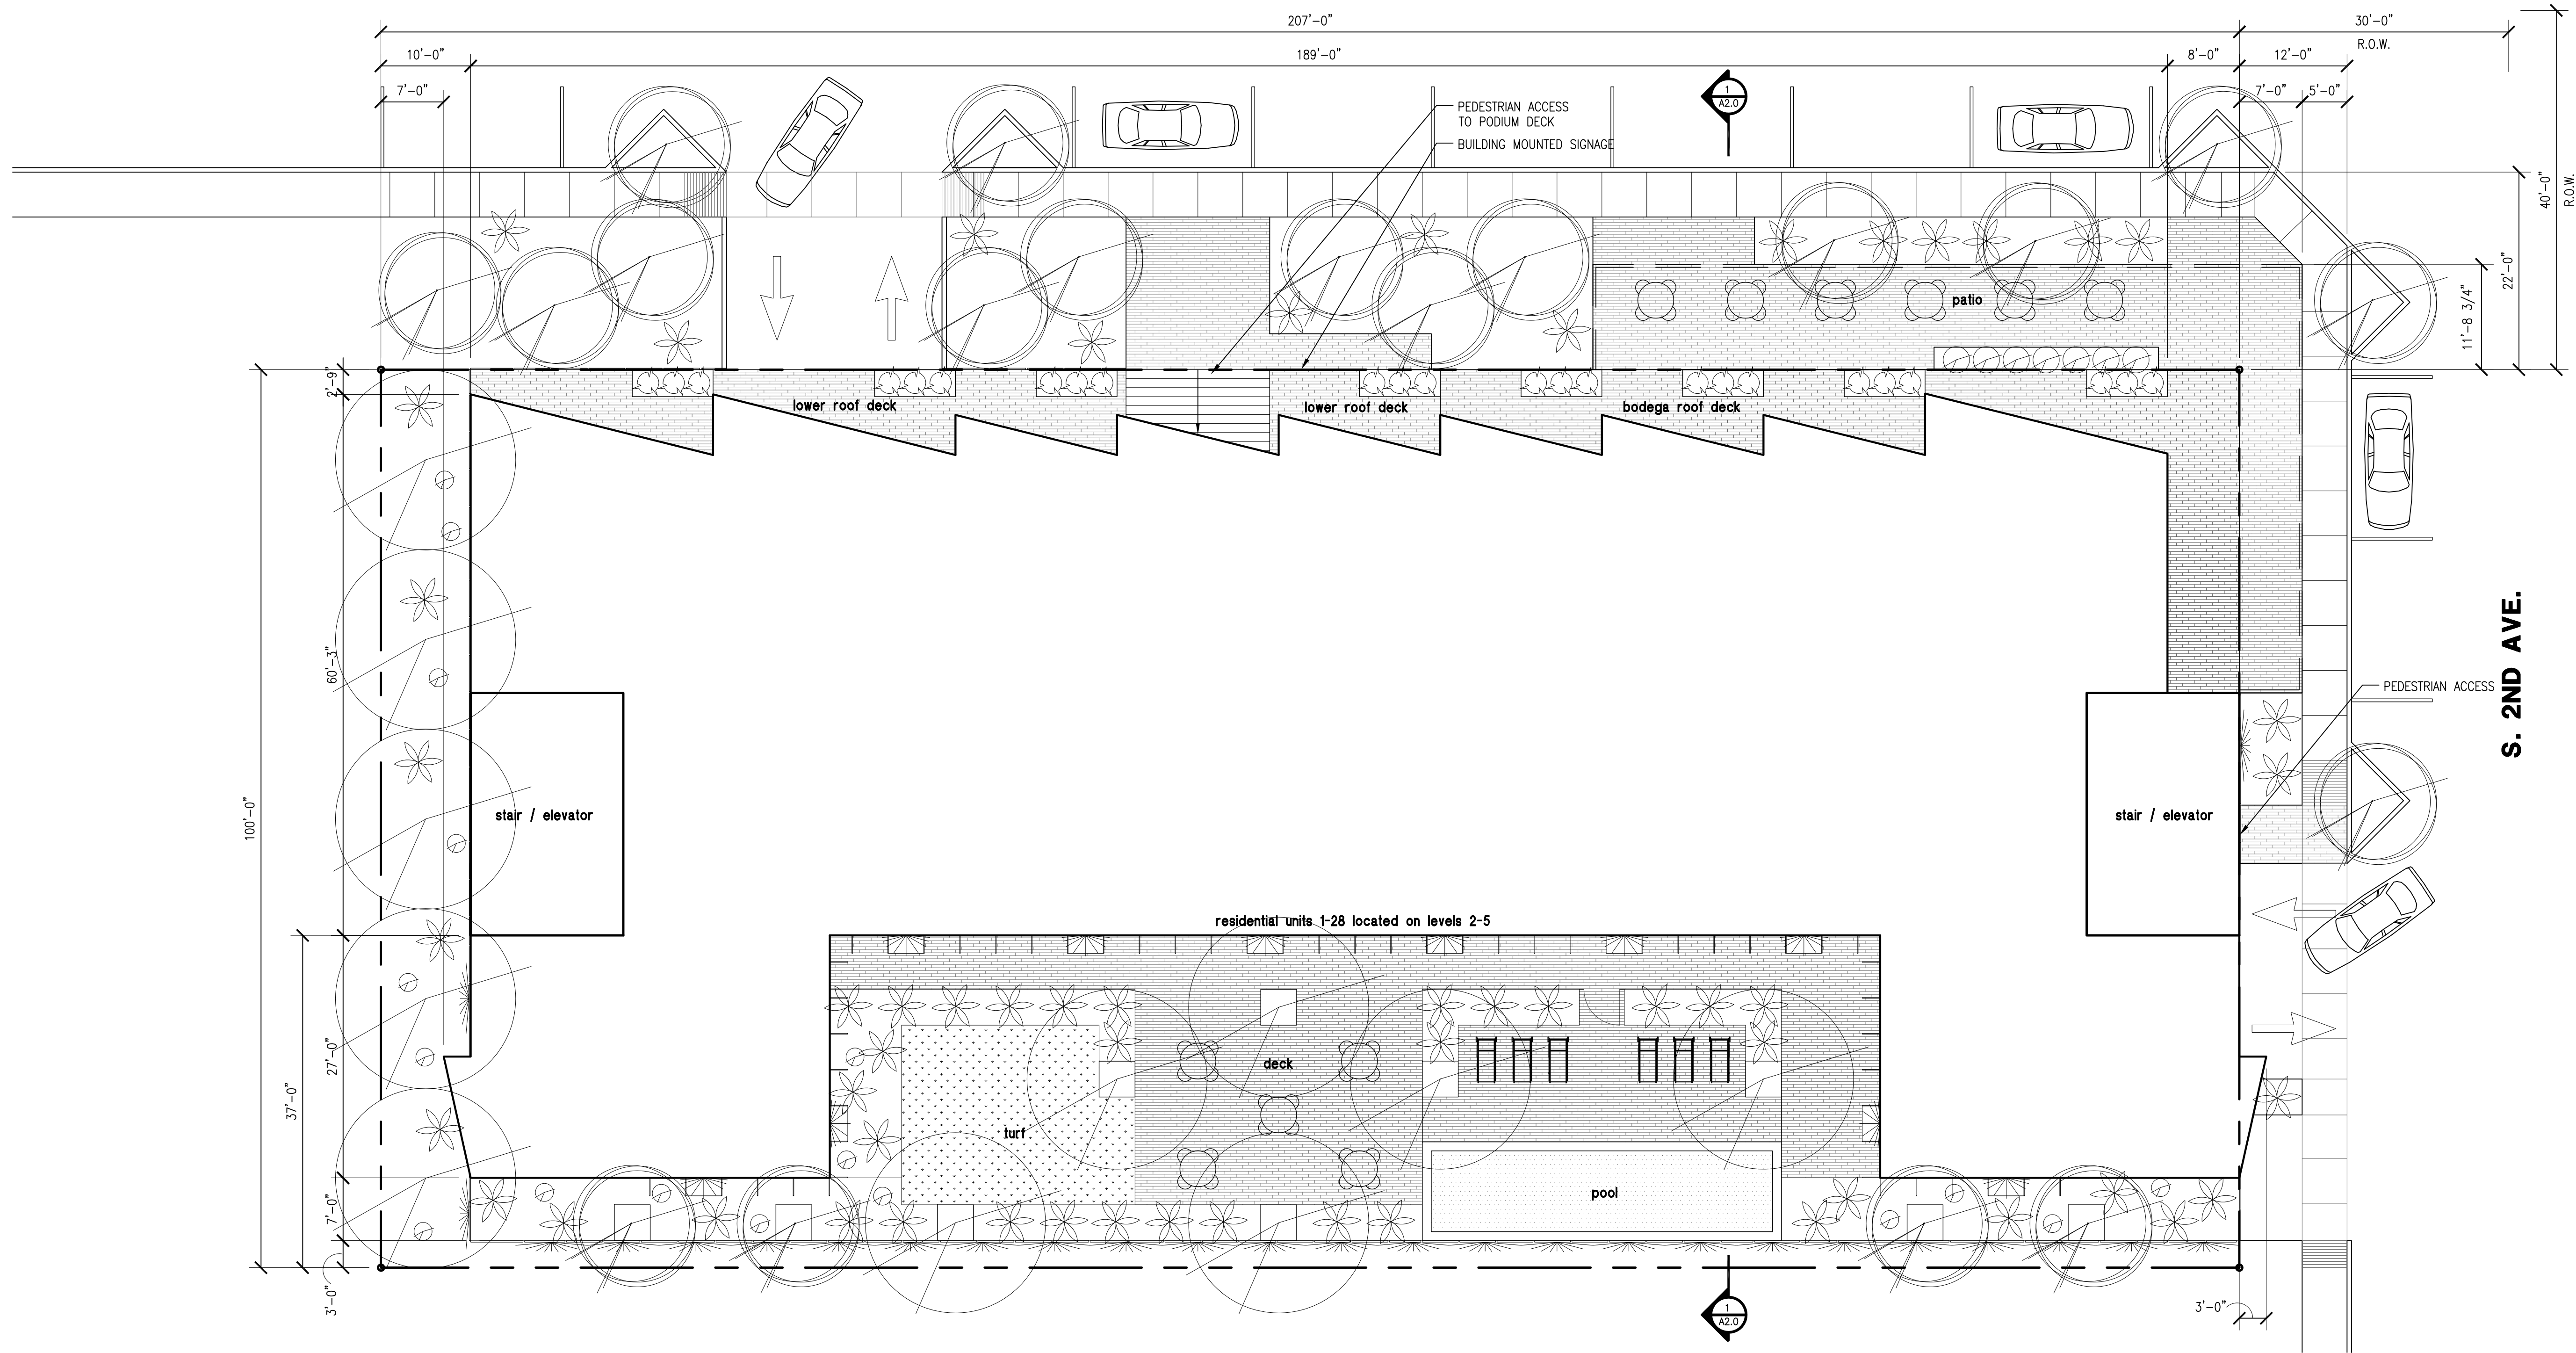 207'-0"
30'-0"
R.O.W.
10'-0"
189'-0"
8'-0"
12'-0"
7'-0"
7'-0"
5'-0"
1
A2.0
PEDESTRIAN ACCESS
TO PODIUM DECK
BUILDING MOUNTED SIGNAGE
40'-0"
R.O.W.
22'-0"
11'-8 3/4"
patio
2'-9"
lower roof deck
lower roof deck
bodega roof deck
60'-3"
S. 2ND AVE.
PEDESTRIAN ACCESS
100'-0"
stair / elevator
stair / elevator
residential units 1-28 located on levels 2-5
27'-0"
37'-0"
deck
turf
pool
7'-0"
3'-0"
1
A2.0
3'-0"